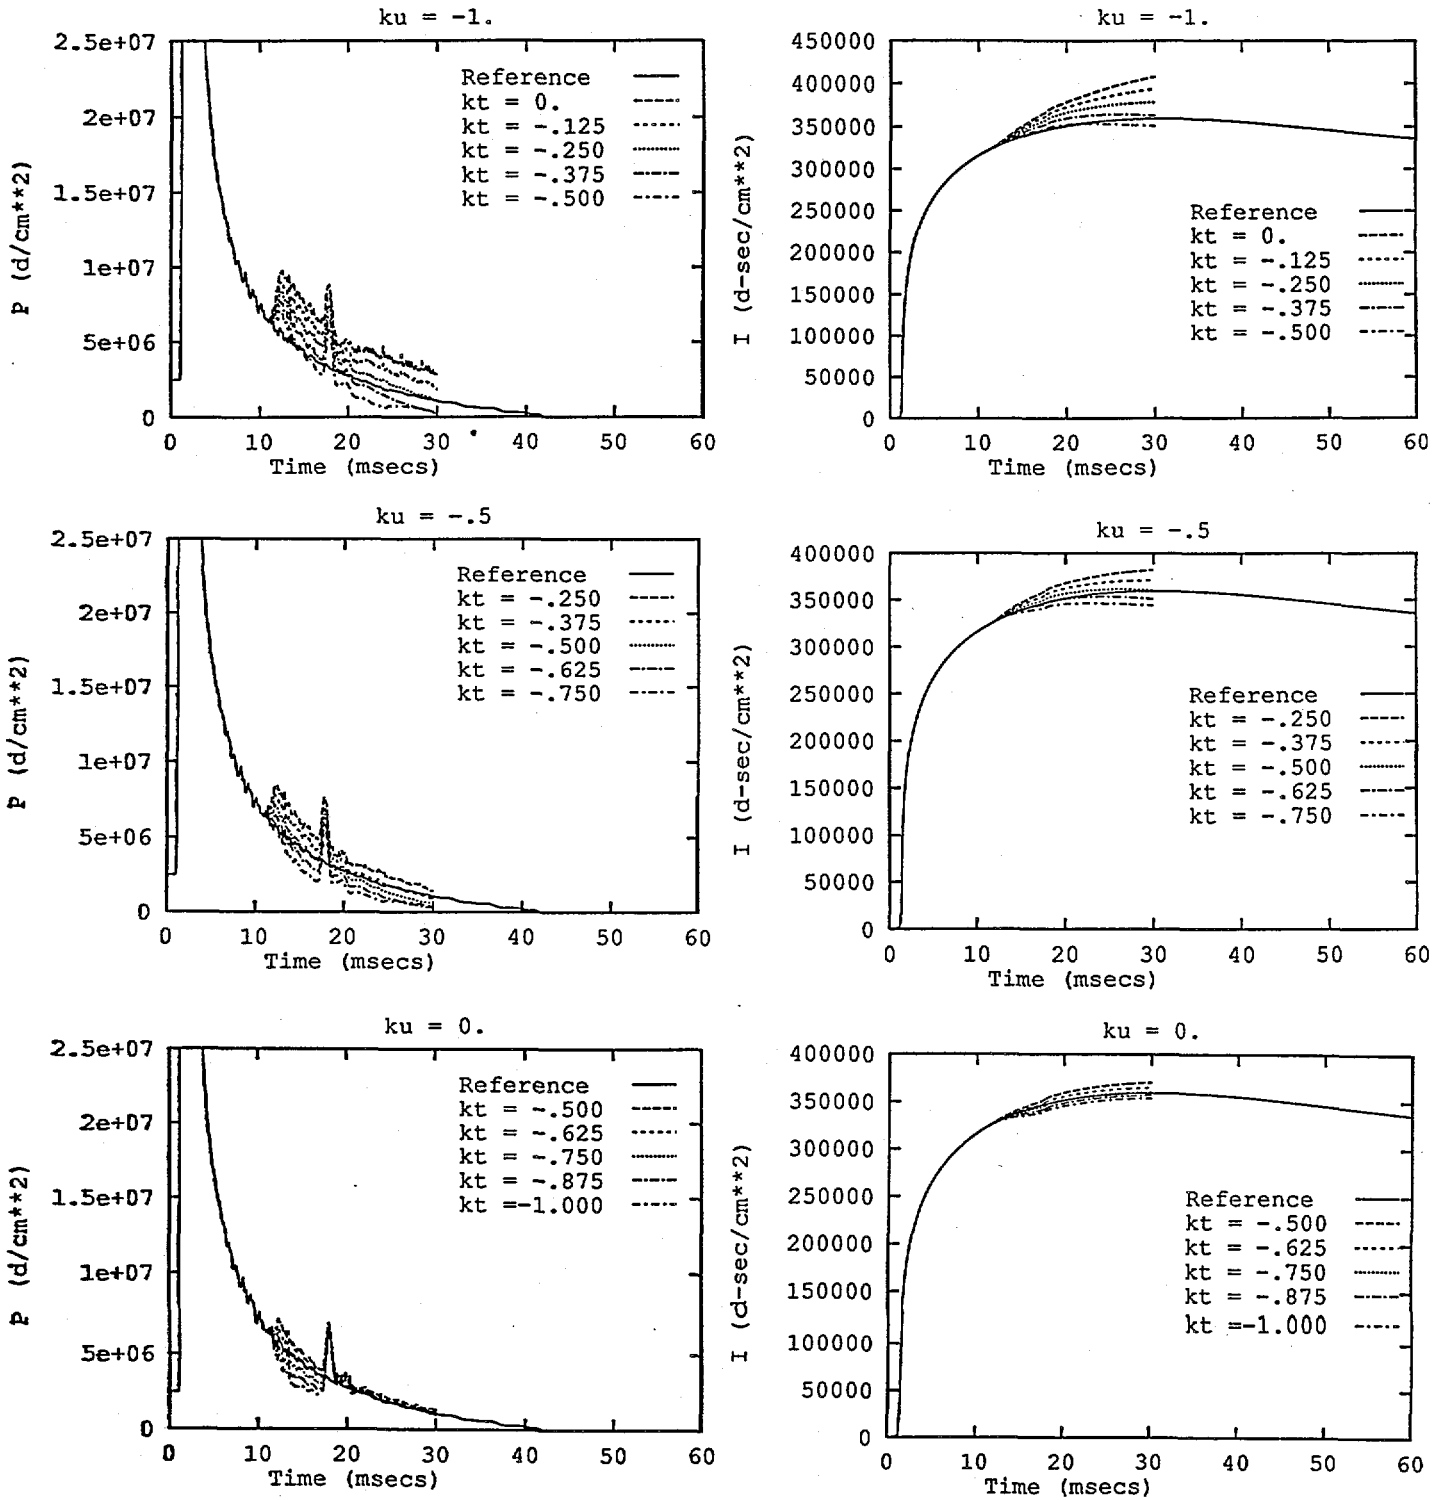 ku = -1.
2.5e+07
2e+07
1.5e+07
1e+07
5e+06
0
P (d/cm**2)
Reference
kt = 0.
kt = -.125
kt = -.250
kt = -.375
kt = -.500
0 10 20 30 40 50 60
Time (msecs)
ku = -1.
450000
400000
350000
300000
250000
200000
150000
100000
50000
0
I (d-sec/cm**2)
Reference
kt = 0.
kt = -.125
kt = -.250
kt = -.375
kt = -.500
0 10 20 30 40 50 60
Time (msecs)
ku = -.5
2.5e+07
2e+07
1.5e+07
1e+07
5e+06
0
P (d/cm**2)
Reference
kt = -.250
kt = -.375
kt = -.500
kt = -.625
kt = -.750
0 10 20 30 40 50 60
Time (msecs)
ku = -.5
400000
350000
300000
250000
200000
150000
100000
50000
0
I (d-sec/cm**2)
Reference
kt = -.250
kt = -.375
kt = -.500
kt = -.625
kt = -.750
0 10 20 30 40 50 60
Time (msecs)
ku = 0.
2.5e+07
2e+07
1.5e+07
1e+07
5e+06
0
P (d/cm**2)
Reference
kt = -.500
kt = -.625
kt = -.750
kt = -.875
kt =-1.000
0 10 20 30 40 50 60
Time (msecs)
ku = 0.
400000
350000
300000
250000
200000
150000
100000
50000
0
I (d-sec/cm**2)
Reference
kt = -.500
kt = -.625
kt = -.750
kt = -.875
kt =-1.000
0 10 20 30 40 50 60
Time (msecs)